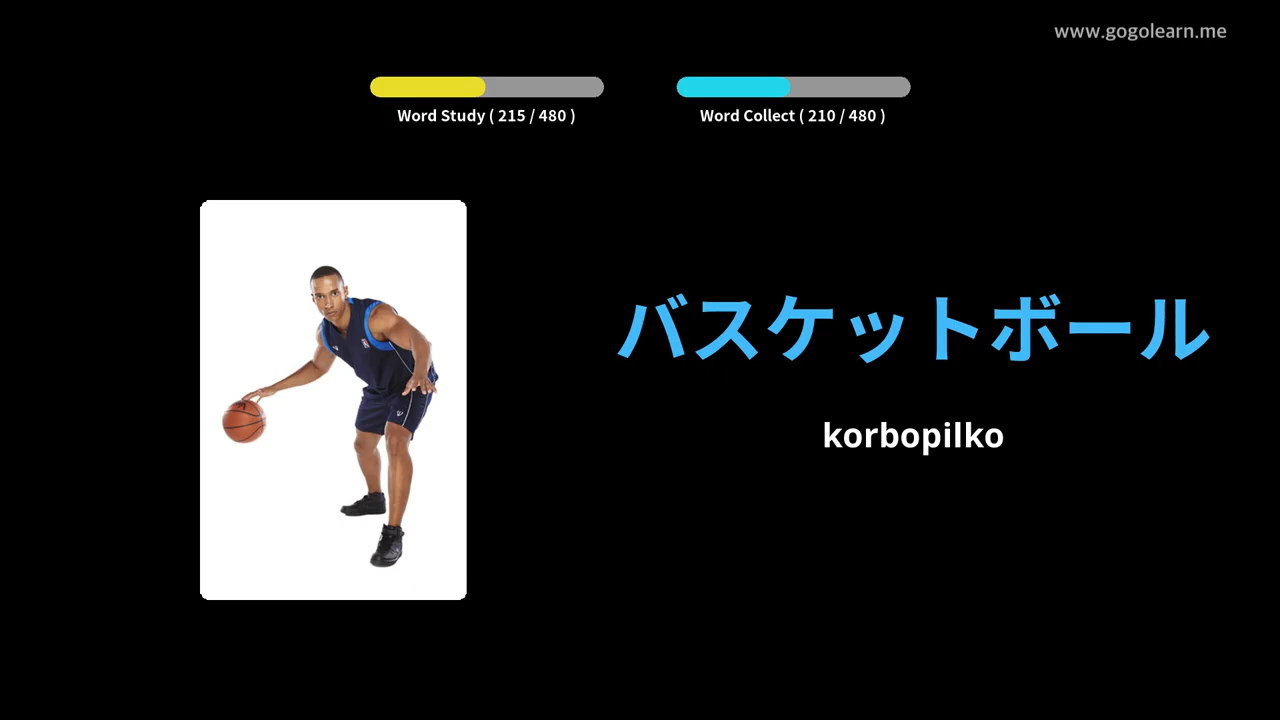 www.gogolearn.me
Word Study ( 215 / 480 )
Word Collect ( 210 / 480 )
バスケットボール
korbopilko